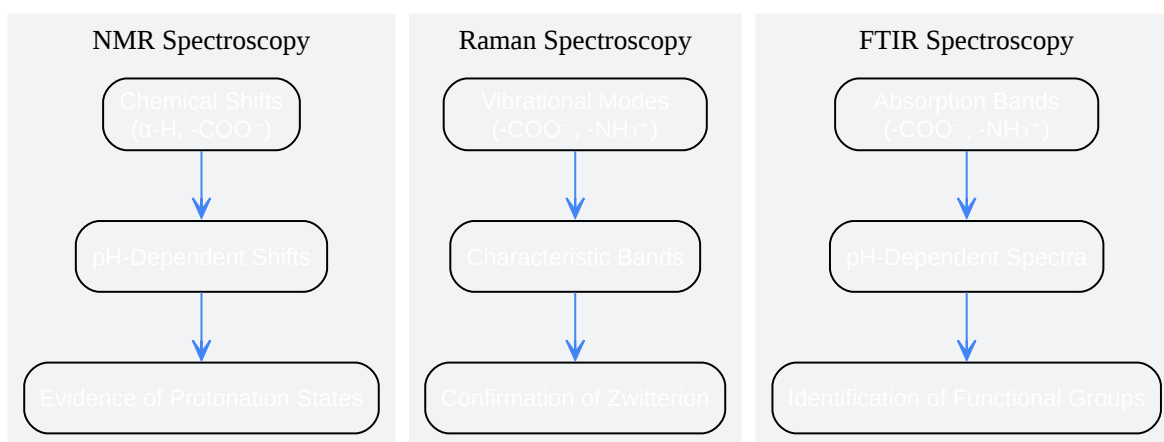 NMR Spectroscopy
Chemical Shifts
(α-H, -COO⁻)
pH-Dependent Shifts
Evidence of Protonation States
Raman Spectroscopy
Vibrational Modes
(-COO⁻, -NH₃⁺)
Characteristic Bands
Confirmation of Zwitterion
FTIR Spectroscopy
Absorption Bands
(-COO⁻, -NH₃⁺)
pH-Dependent Spectra
Identification of Functional Groups